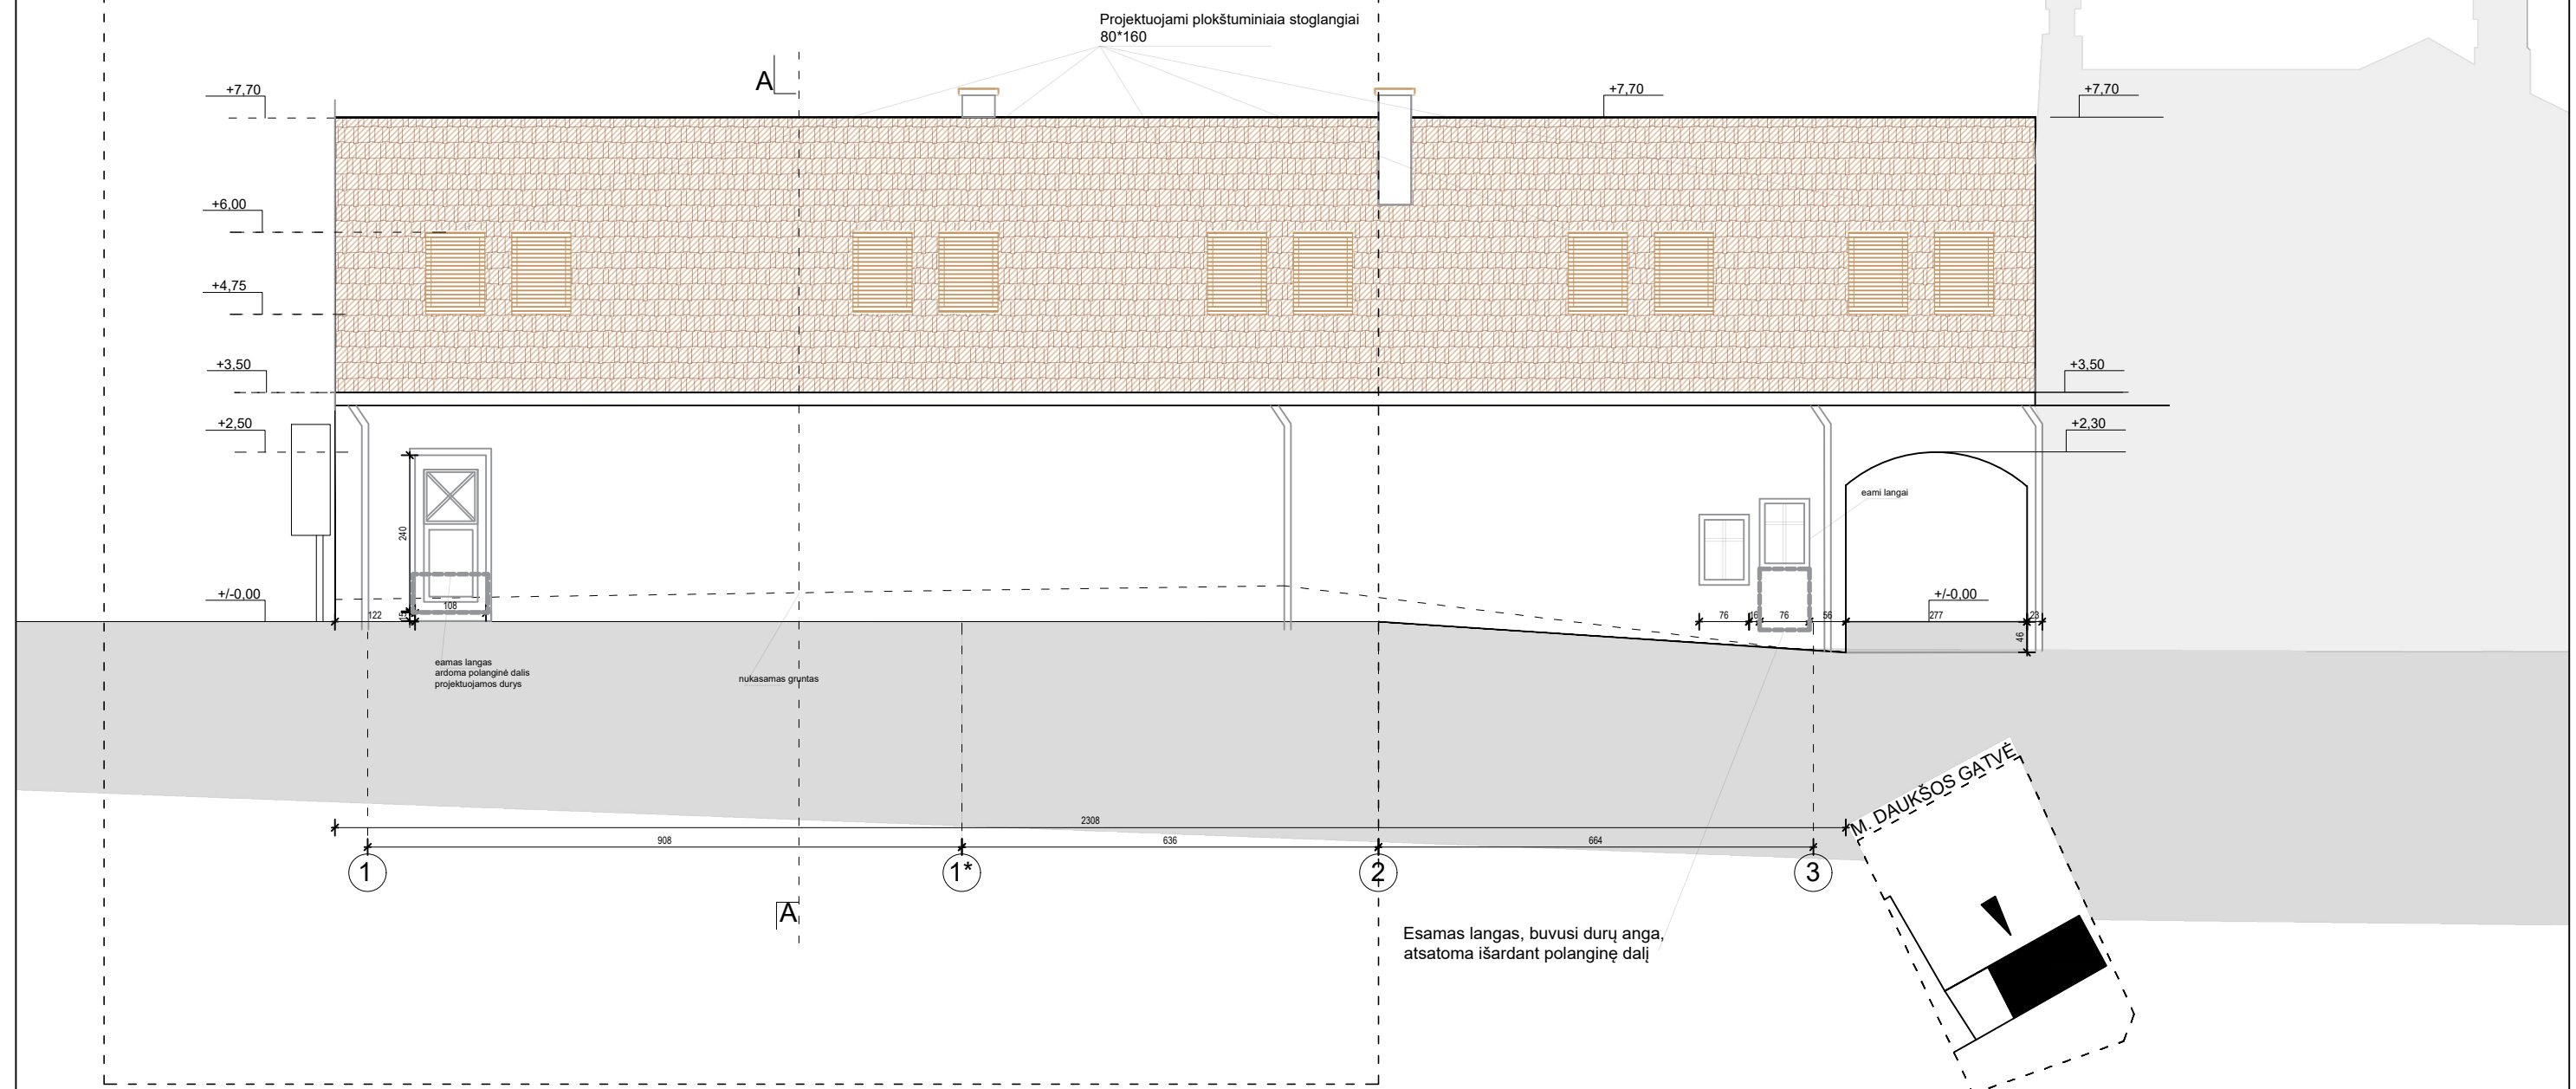 Projektuojami plokštuminiaia stoglangiai
80*160
A
+7,70
+7,70
+7,70
+6,00
+4,75
+3,50
+3,50
+2,50
+2,30
eami langai
240
+/-0,00
+/-0,00
122
15
108
76
16
76
56
277
23
46
eamas langas
ardoma polanginė dalis
projektuojamos durys
nukasamas gruntas
M. DAUKŠOS GATVĖ
2308
908
636
664
1
1*
2
3
A
Esamas langas, buvusi durų anga,
atsatoma išardant polanginę dalį